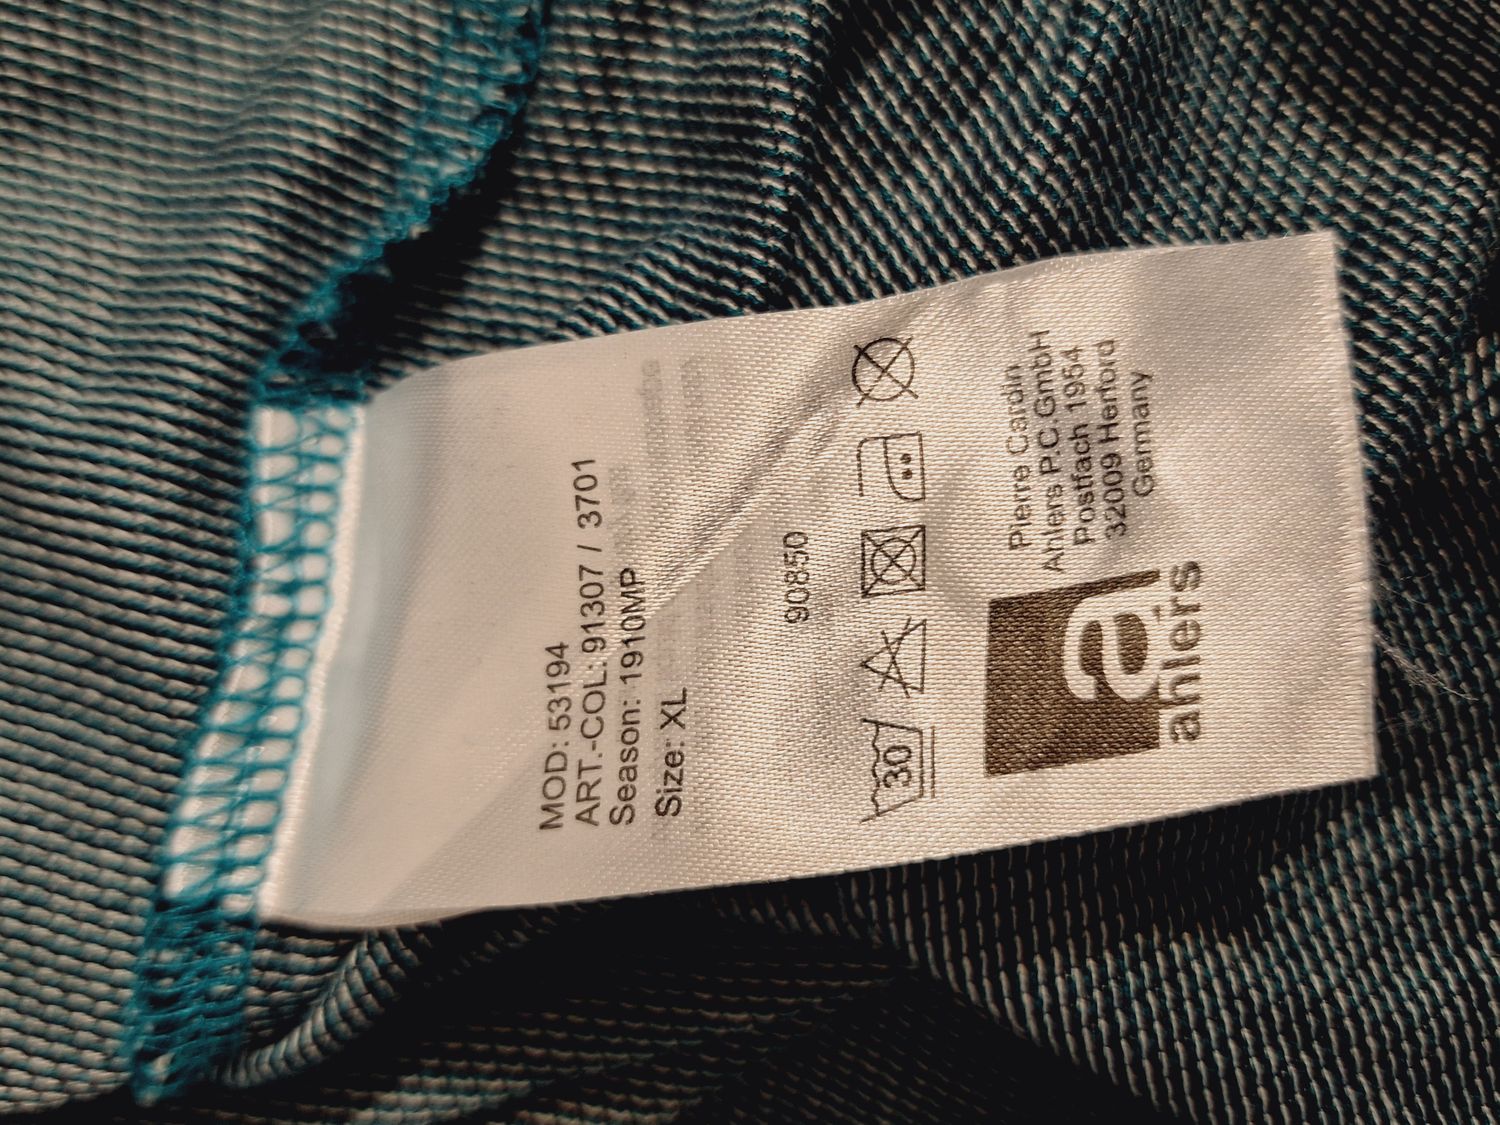 MOD: 53194
ART.-COL: 91307 / 3701
Season: 1910MP
Size: XL
90850
30
Pierre Cardin
Ahlers P.C.GmbH
Postfach 1954
32009 Herford
Germany
a
ahlers